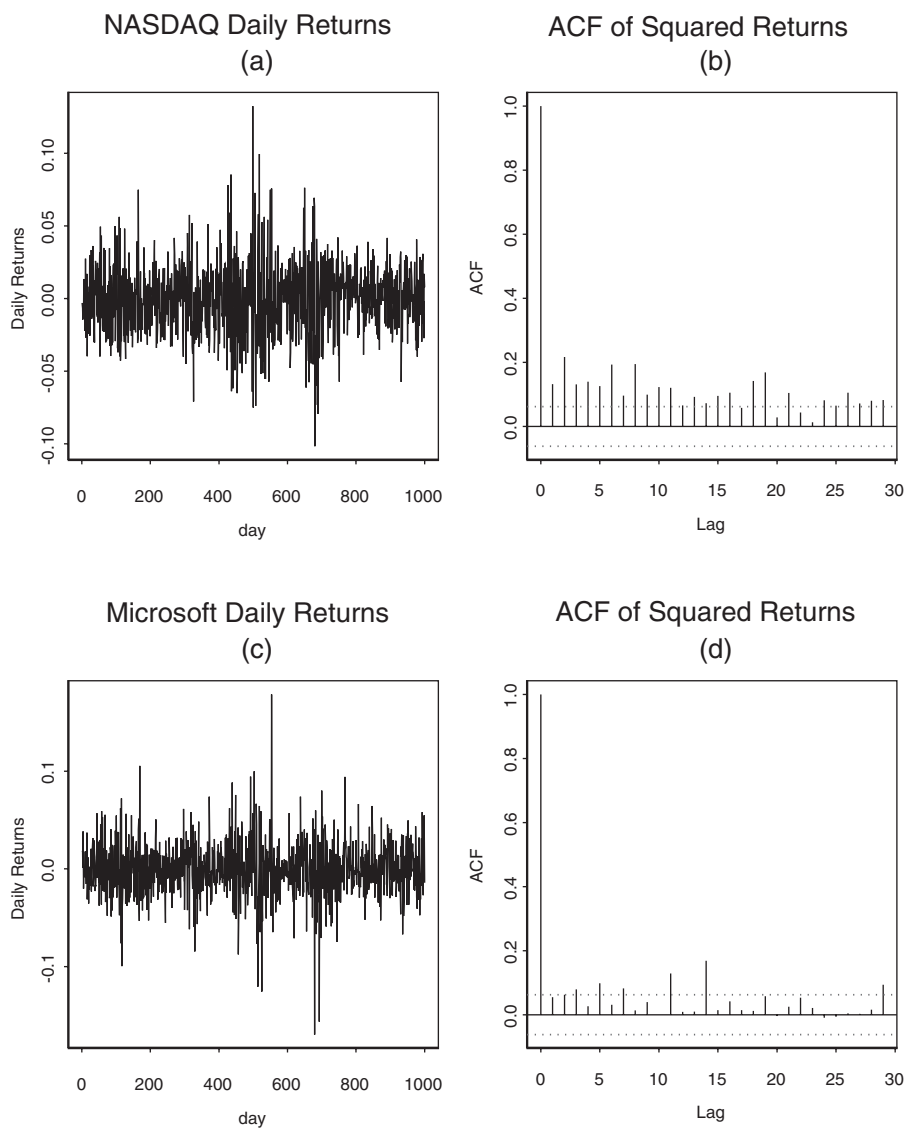 NASDAQ Daily Returns
(a)
Daily Returns
0.10
0.05
0.00
-0.05
-0.10
0 200 400 600 800 1000
day
ACF of Squared Returns
(b)
ACF
1.0
0.8
0.6
0.4
0.2
0.0
0 5 10 15 20 25 30
Lag
Microsoft Daily Returns
(c)
Daily Returns
0.1
0.0
-0.1
0 200 400 600 800 1000
day
ACF of Squared Returns
(d)
ACF
1.0
0.8
0.6
0.4
0.2
0.0
0 5 10 15 20 25 30
Lag